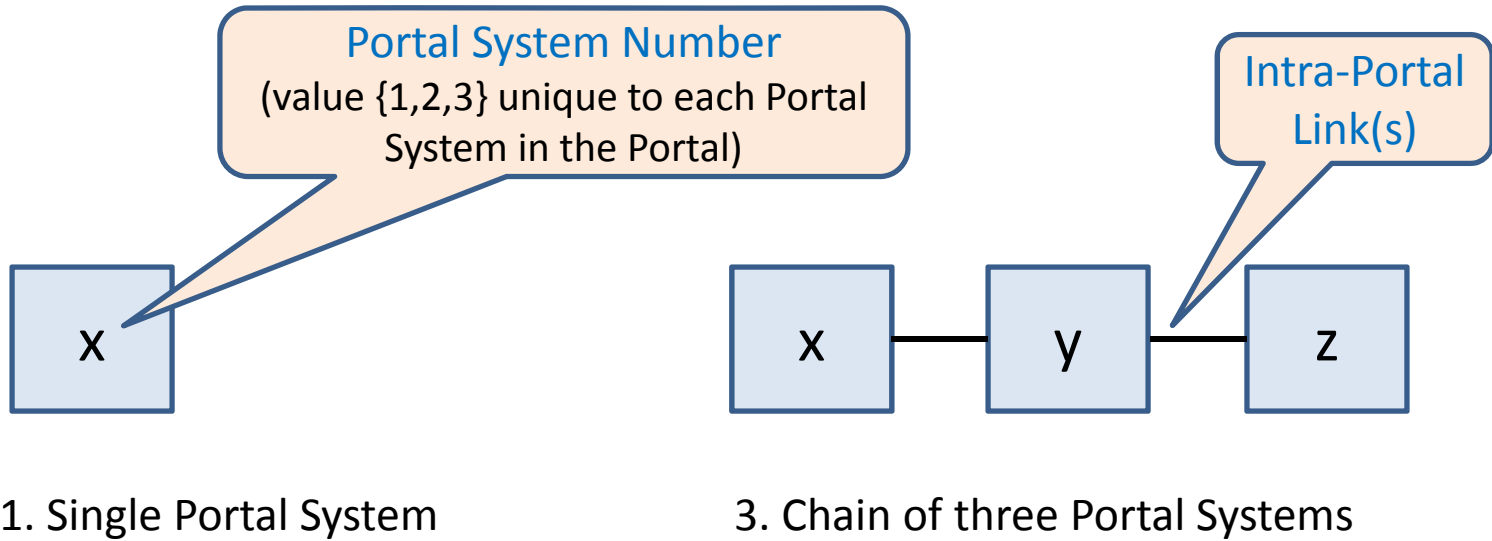 Portal System Number
(value {1,2,3} unique to each Portal
System in the Portal)
Intra-Portal
Link(s)
x
x
y
z
1. Single Portal System
3. Chain of three Portal Systems